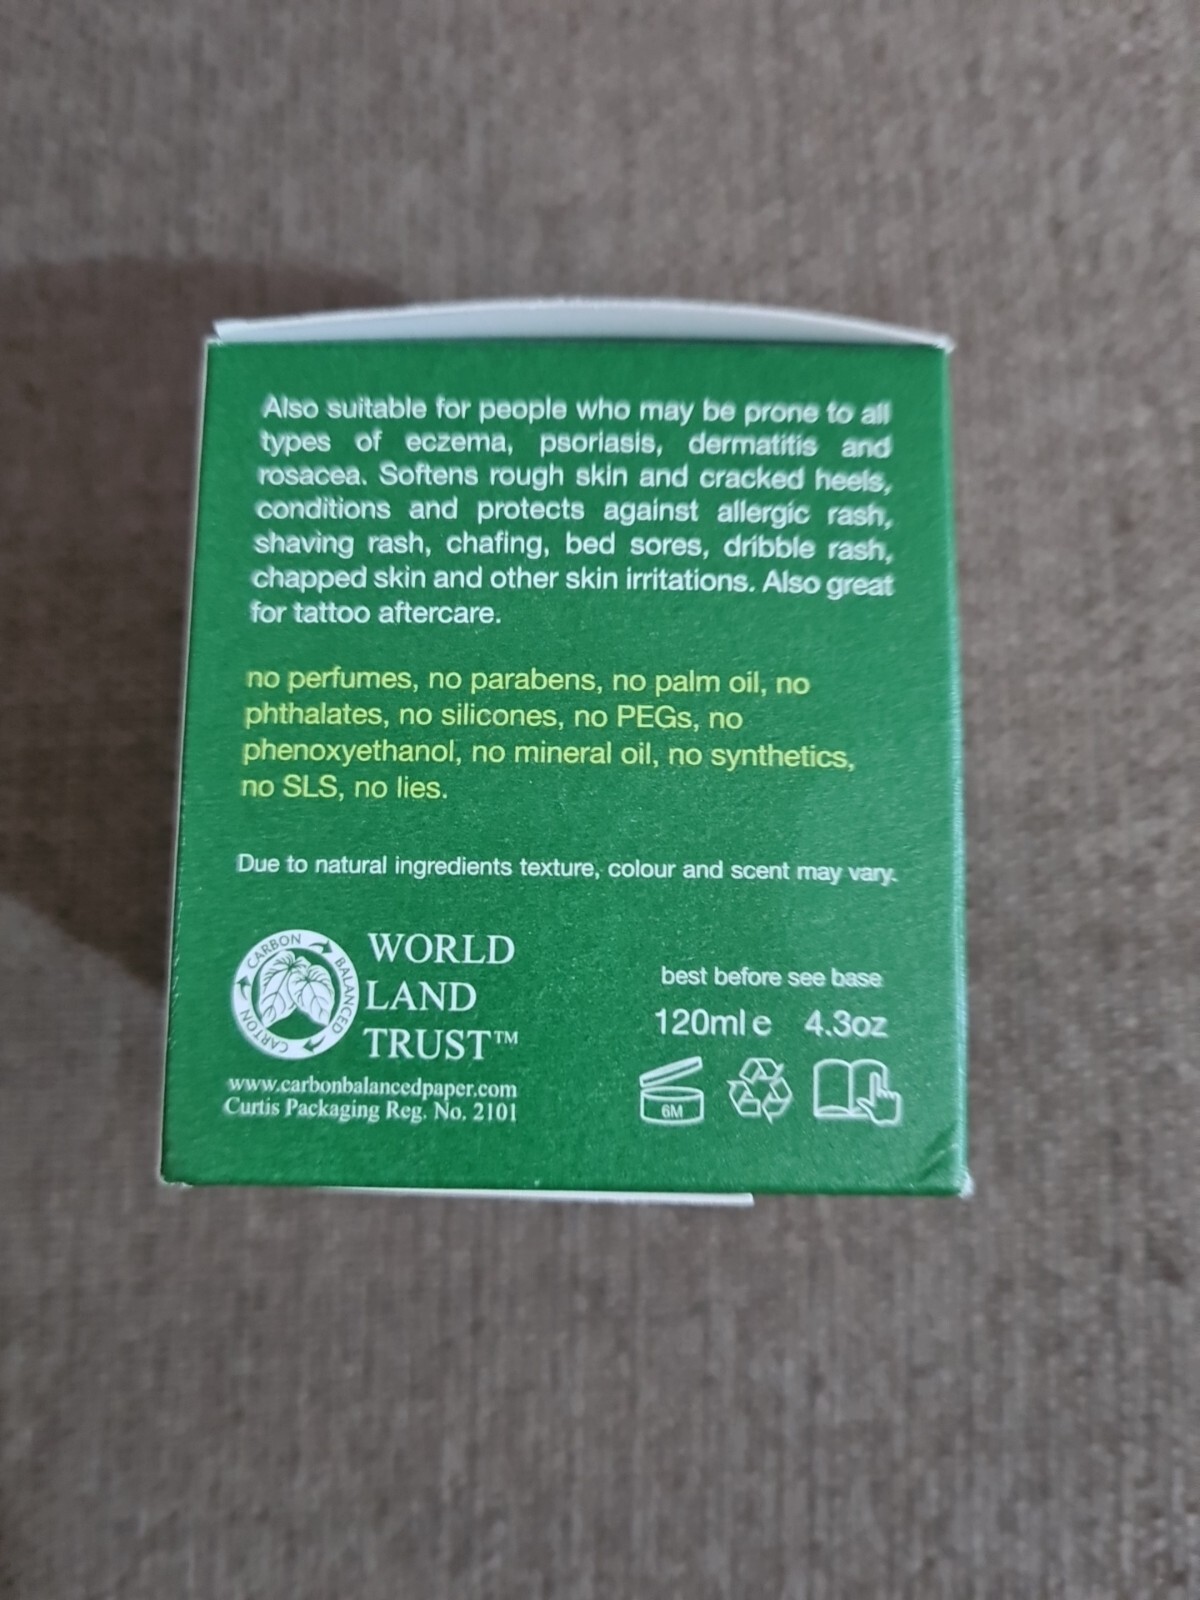 Also suitable for people who may be prone to all
types of eczema, psoriasis, dermatitis and
rosacea. Softens rough skin and cracked heels,
conditions and protects against allergic rash,
shaving rash, chafing, bed sores, dribble rash,
chapped skin and other skin irritations. Also great
for tattoo aftercare.
no perfumes, no parabens, no palm oil, no
phthalates, no silicones, no PEGs, no
phenoxyethanol, no mineral oil, no synthetics,
no SLS, no lies.
Due to natural ingredients texture, colour and scent may vary.
CARBON BALANCED CARTON
WORLD
LAND
TRUST™
www.carbonbalancedpaper.com
Curtis Packaging Reg. No. 2101
best before see base
120ml e 4.3oz
6M